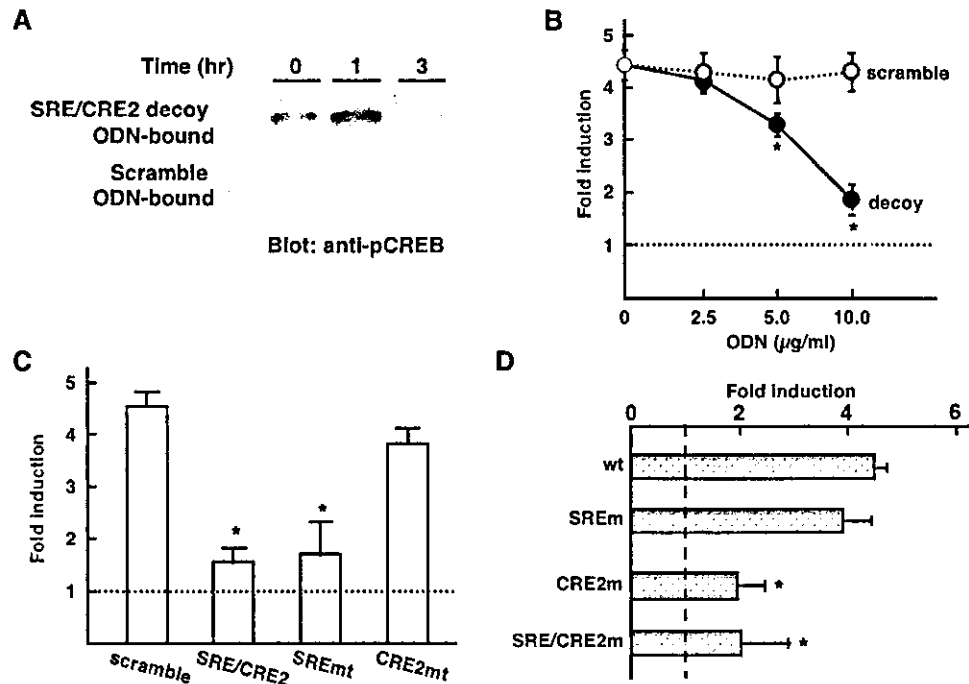 A
Time (hr)
0 1 3
SRE/CRE2 decoy
ODN-bound
Scramble
ODN-bound
Blot: anti-pCREB
B
Fold induction
5
4
3
2
1
scramble
decoy
*
*
0 2.5 5.0 10.0
ODN (µg/ml)
C
Fold induction
5
4
3
2
1
*
*
scramble
SRE/CRE2
SREmt
CRE2mt
D
Fold induction
0 2 4 6
wt
SREm
CRE2m
*
SRE/CRE2m
*